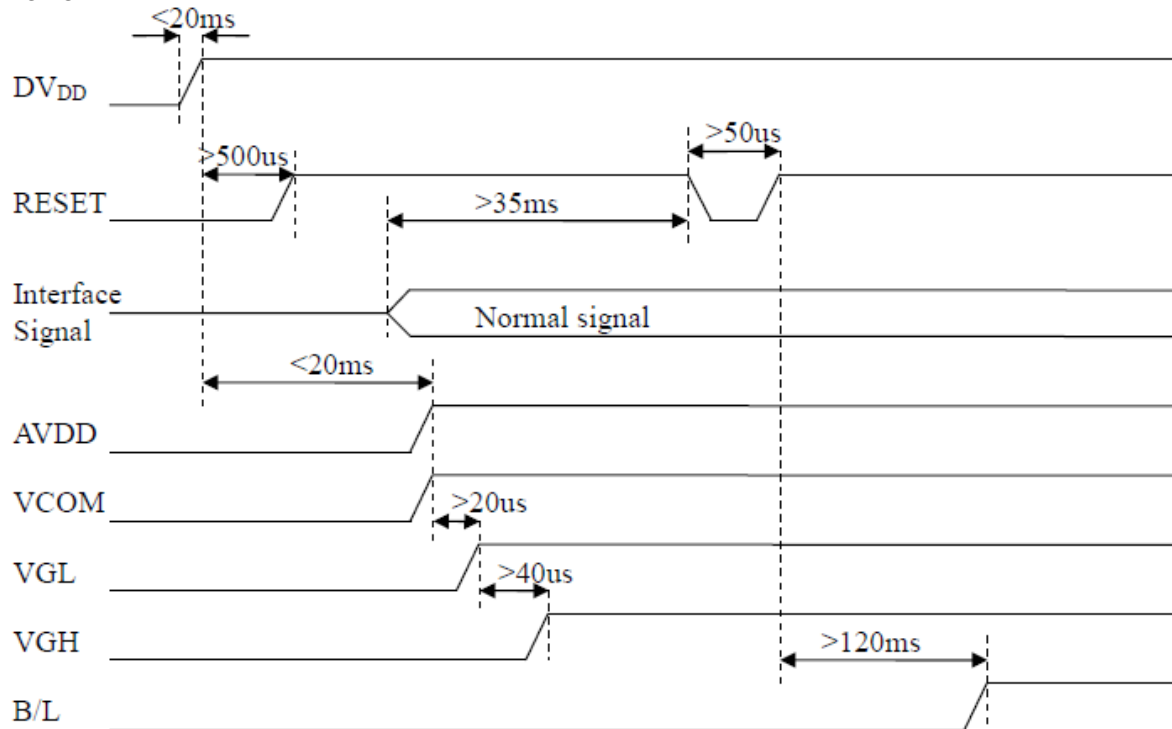 <20ms
DVDD
>500us
>50us
RESET
>35ms
Interface
Signal
Normal signal
<20ms
AVDD
VCOM
>20us
VGL
>40us
VGH
>120ms
B/L